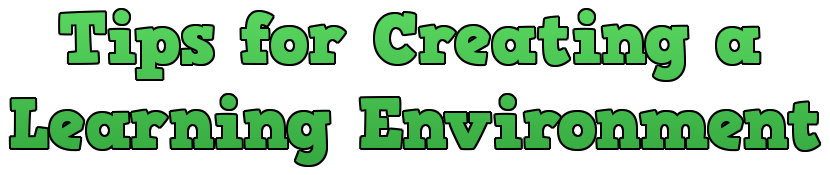 Tips for Creating a
Learning Environment